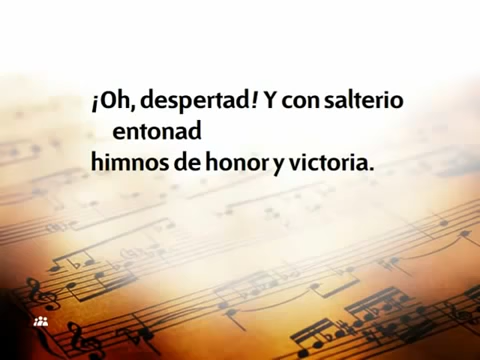 ¡Oh, despertad! Y con salterio
entonad
himnos de honor y victoria.